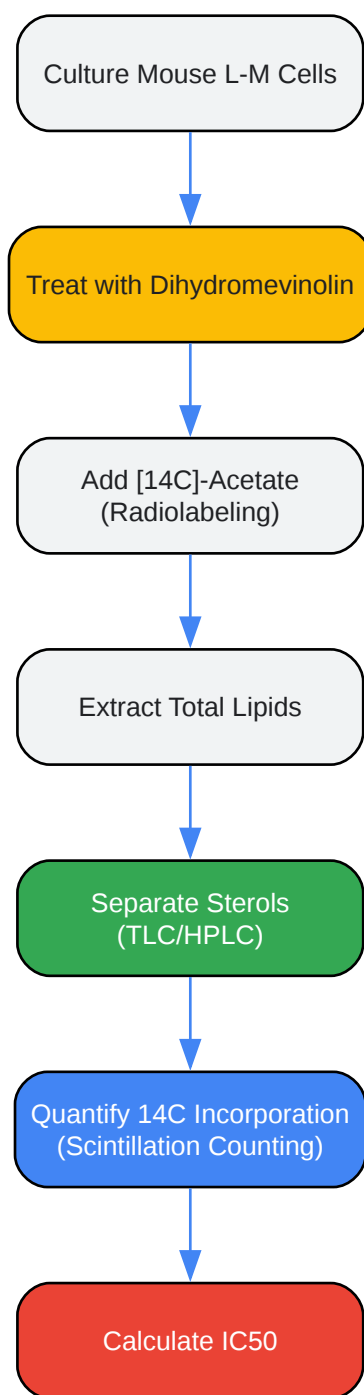 Culture Mouse L-M Cells
Treat with Dihydromevinolin
Add [14C]-Acetate
(Radiolabeling)
Extract Total Lipids
Separate Sterols
(TLC/HPLC)
Quantify 14C Incorporation
(Scintillation Counting)
Calculate IC50